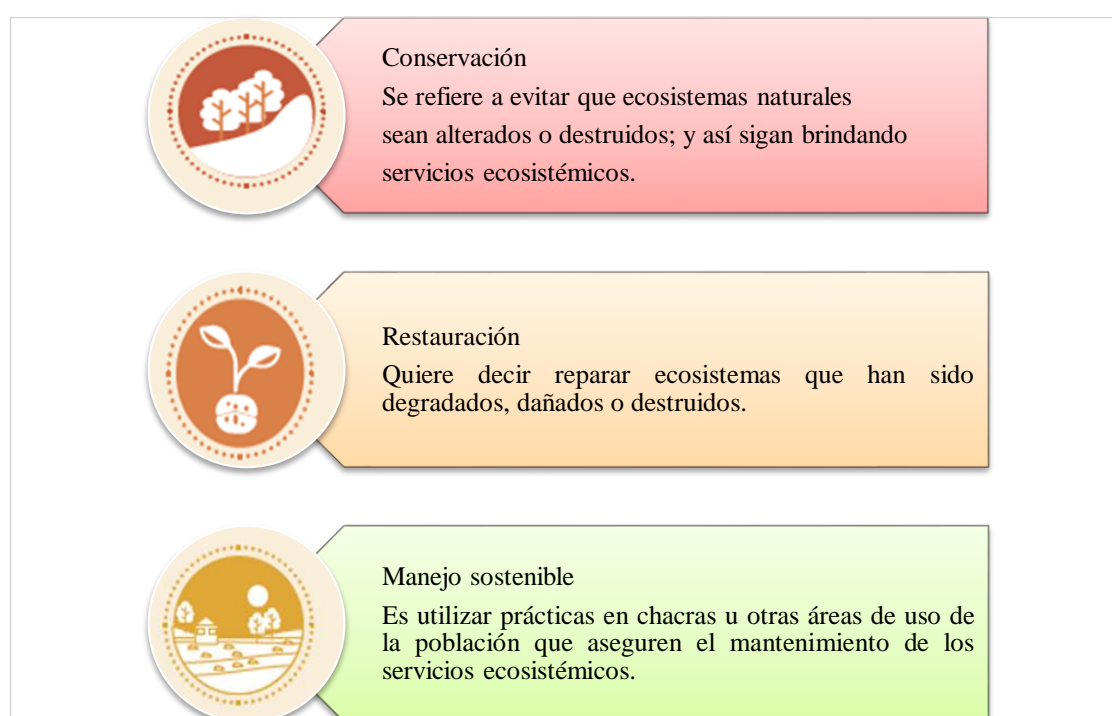 Conservación
Se refiere a evitar que ecosistemas naturales
sean alterados o destruidos; y así sigan brindando
servicios ecosistémicos.
Restauración
Quiere decir reparar ecosistemas que han sido
degradados, dañados o destruidos.
Manejo sostenible
Es utilizar prácticas en chacras u otras áreas de uso de
la población que aseguren el mantenimiento de los
servicios ecosistémicos.